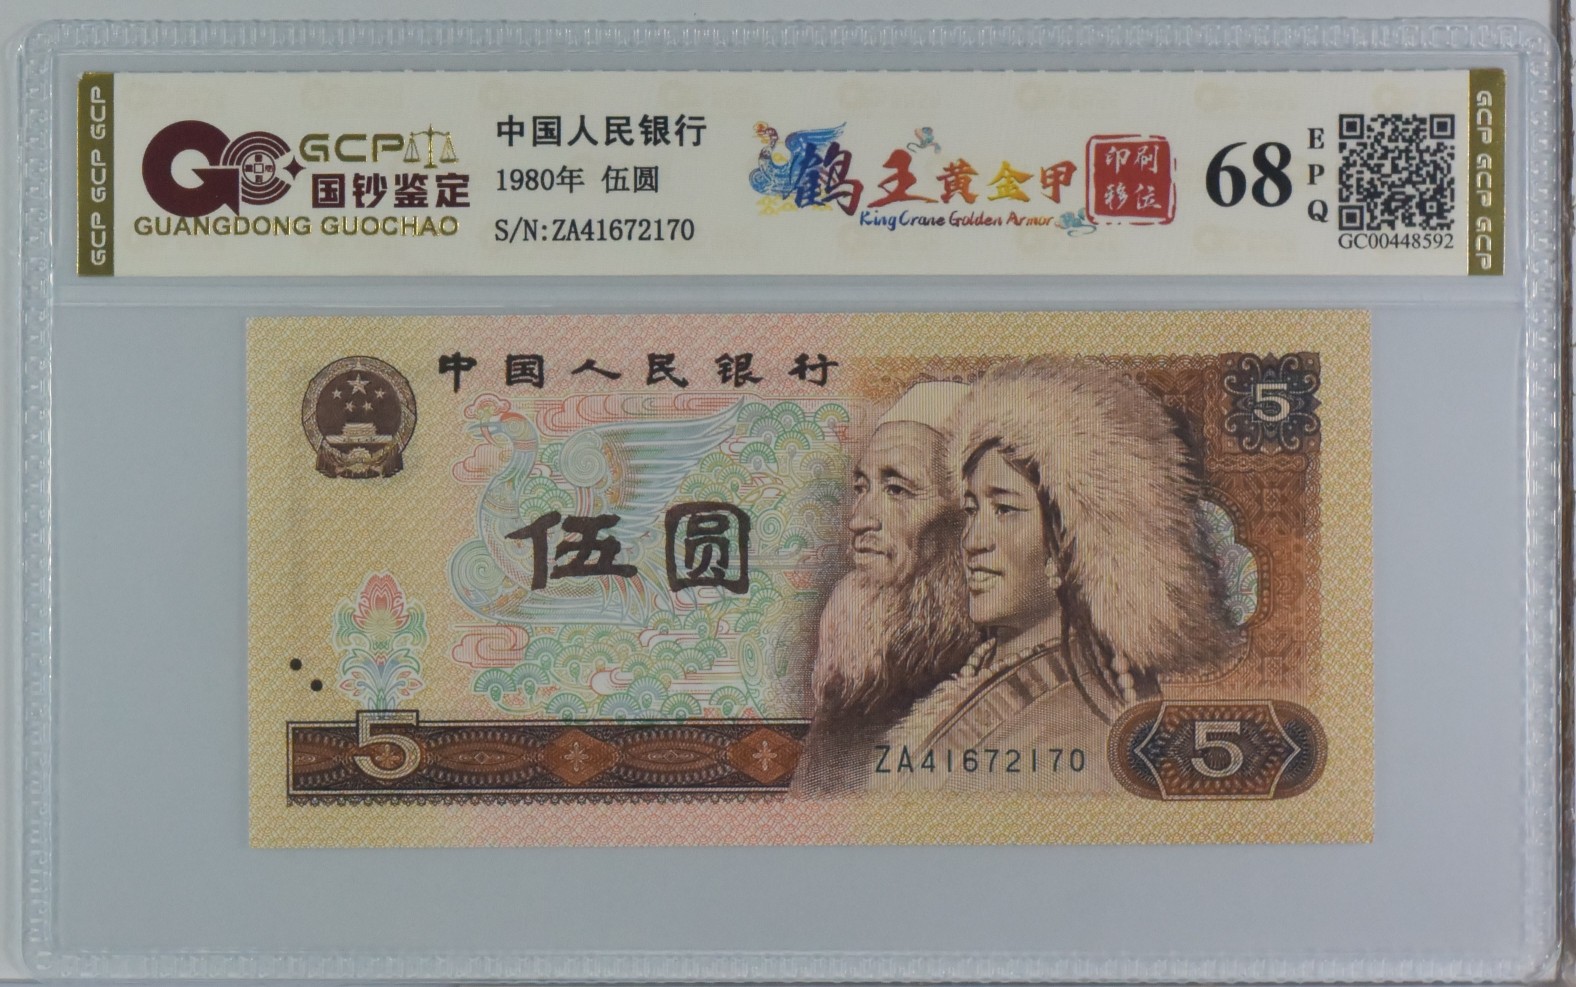 GCP GCP GCP
GCP
国钞鉴定
GUANGDONG GUOCHAO
中国人民银行
1980年 伍圆
S/N:ZA41672170
鹤王黄金甲
King Crane Golden Armor
印刷
移位
68
EPQ
GC00448592
GCP GCP GCP
中国人民银行
5
伍圆
5
ZA41672170
5